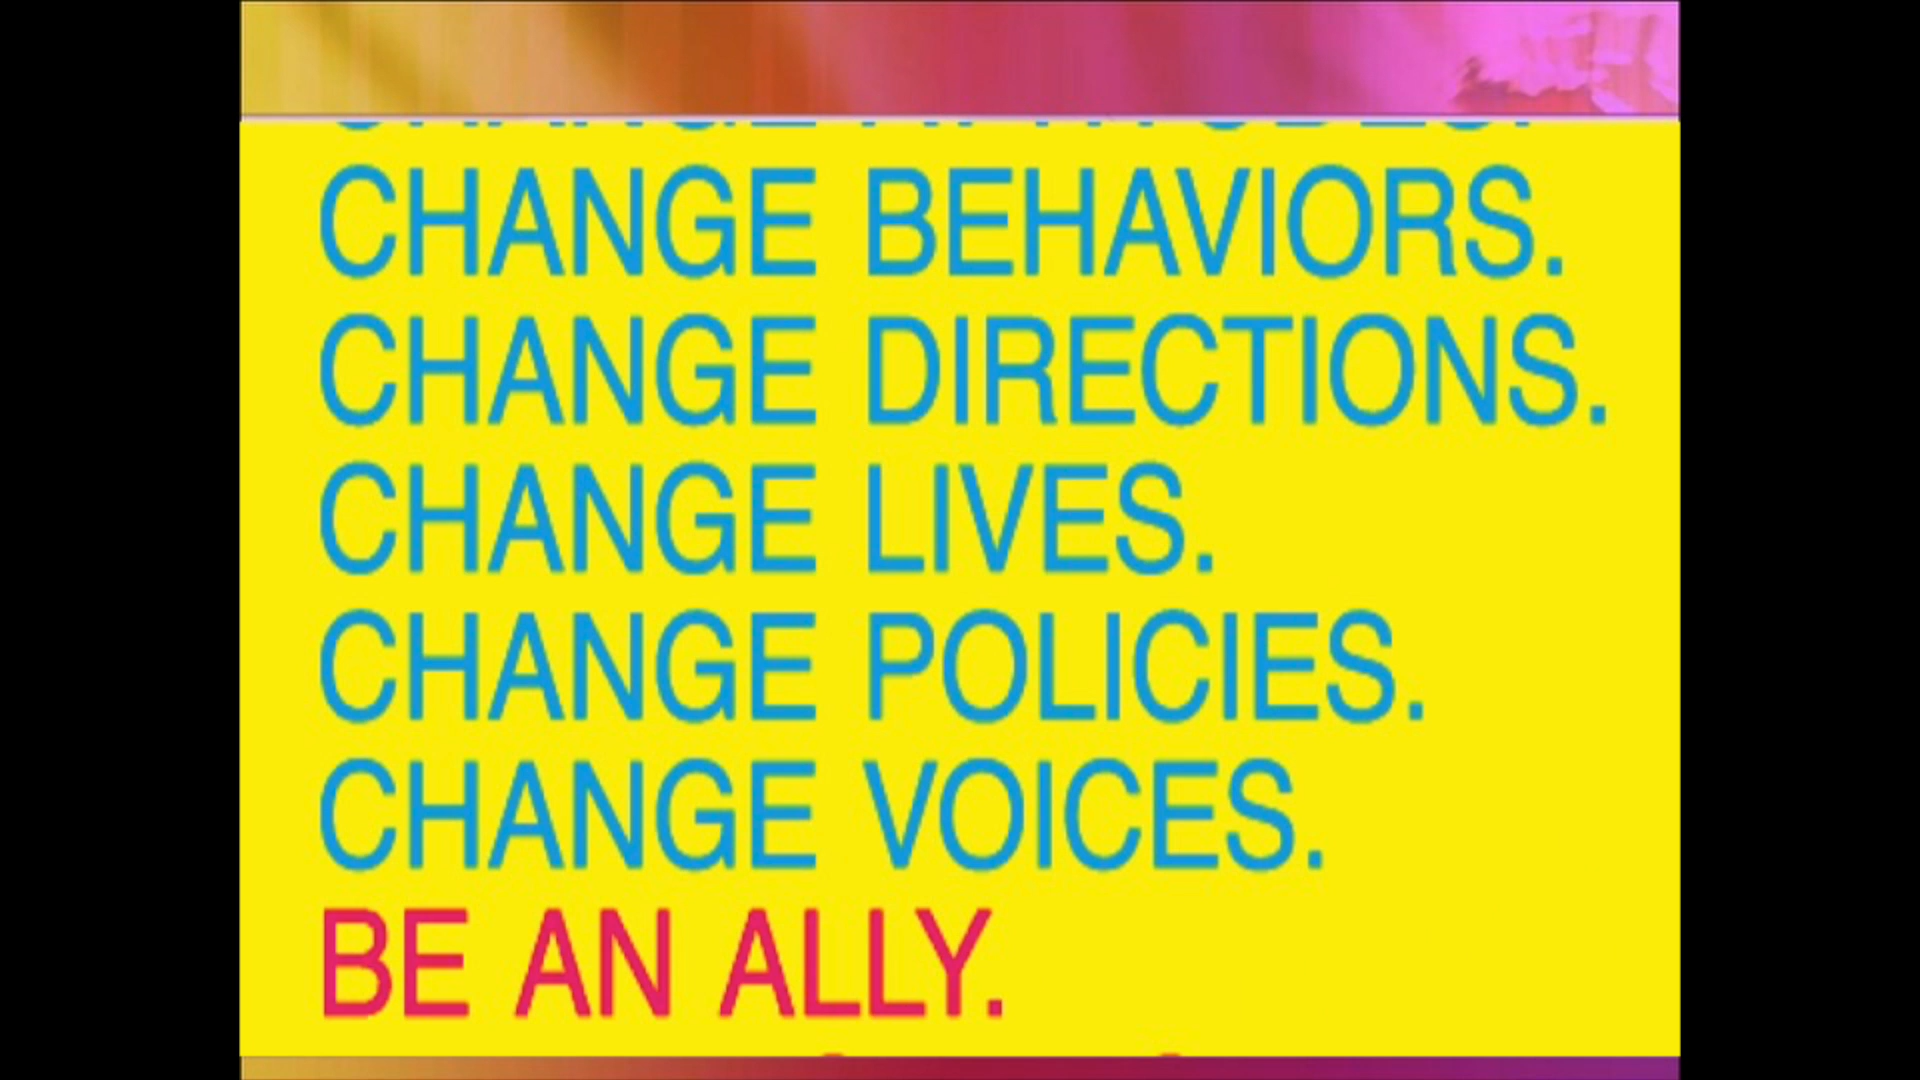 CHANGE BEHAVIORS.
CHANGE DIRECTIONS.
CHANGE LIVES.
CHANGE POLICIES.
CHANGE VOICES.
BE AN ALLY.